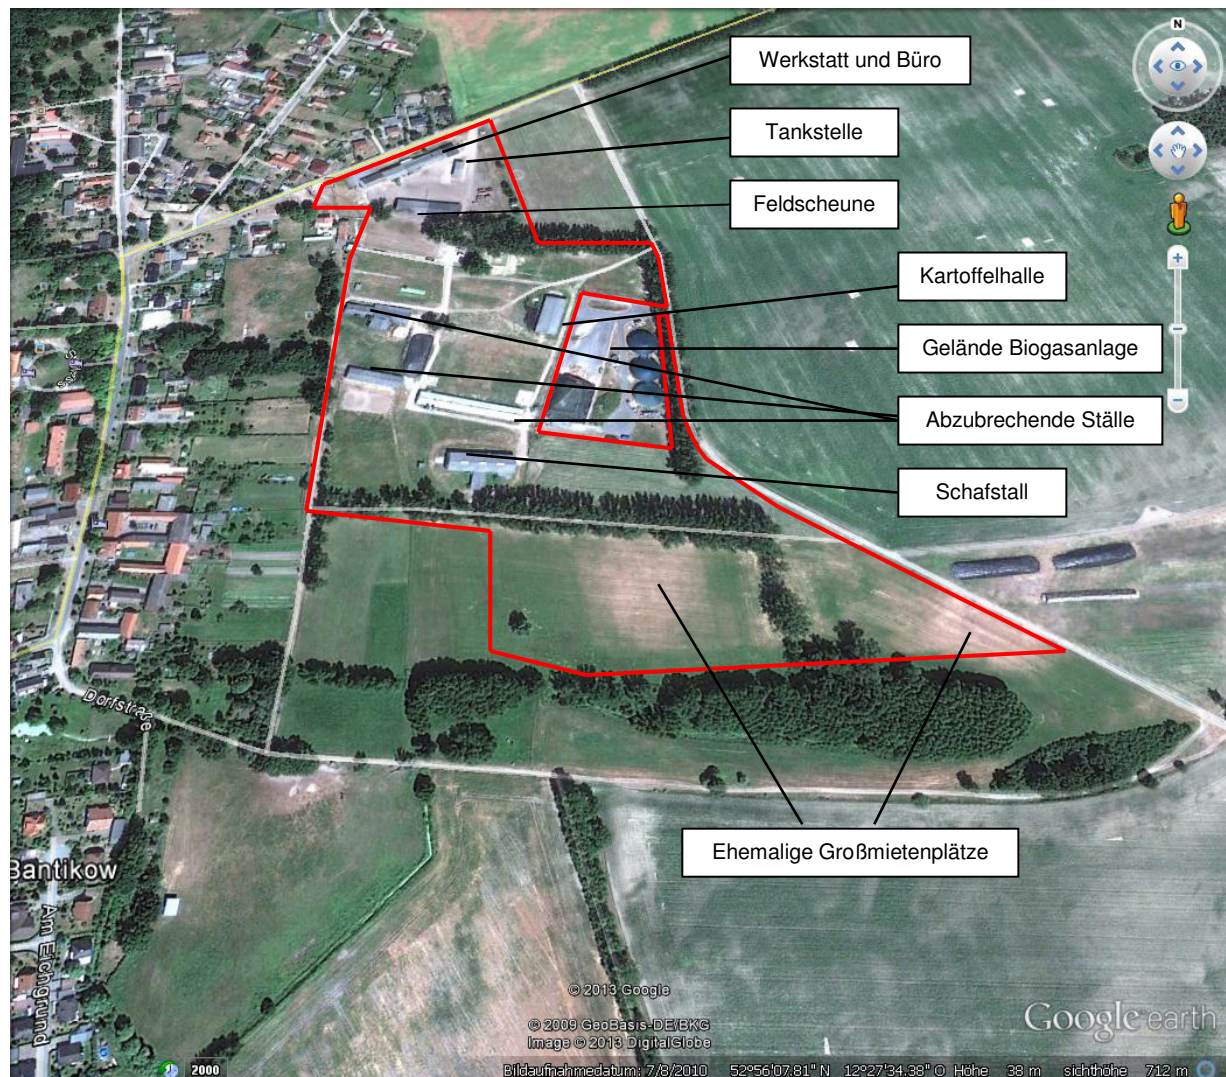 N
Werkstatt und Büro
Tankstelle
Feldscheune
Kartoffelhalle
Gelände Biogasanlage
Abzubrechende Ställe
Schafstall
Dorfstraße
Ehemalige Großmietenplätze
Bantikow
Am Eichgrund
© 2013 Google
© 2009 GeoBasis-DE/BKG
Image © 2013 DigitalGlobe
Google earth
2000
Bildaufnahmedatum: 7/8/2010 52°56'07.81" N 12°27'34.38" O Höhe 38 m sichthöhe 712 m